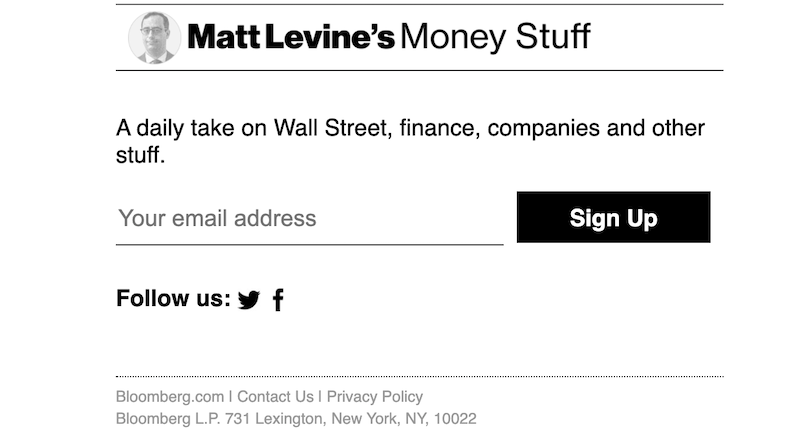 Matt Levine's Money Stuff
A daily take on Wall Street, finance, companies and other
stuff.
Your email address
Sign Up
Follow us:
Bloomberg.com | Contact Us | Privacy Policy
Bloomberg L.P. 731 Lexington, New York, NY, 10022